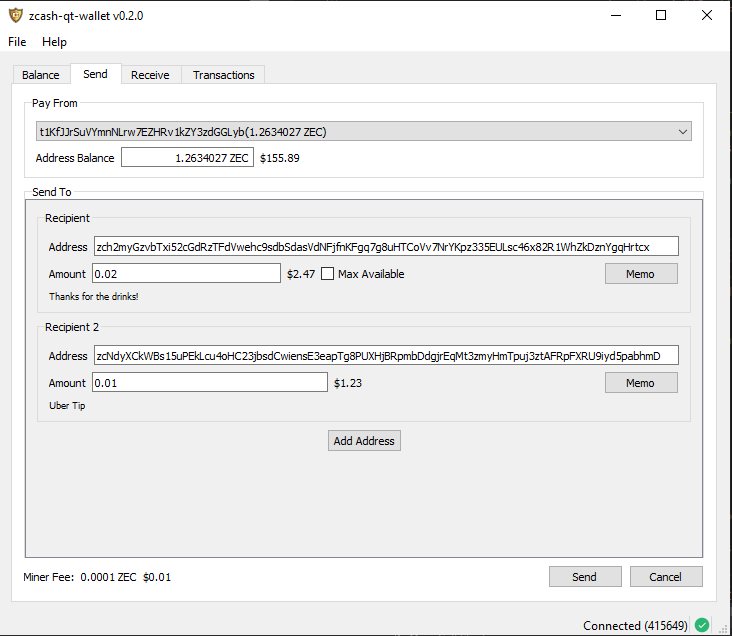 zcash-qt-wallet v0.2.0
File Help
Balance Send Receive Transactions
Pay From
t1KfJJrSuVYmnNLrw7EZHRv1kZY3zdGGLyb(1.2634027 ZEC)
Address Balance 1.2634027 ZEC $155.89
Send To
Recipient
Address zch2myGzvbTxi52cGdRzTFdVwehc9sdbSdasVdNFjfnKFgq7g8uHTCoVv7NrYKpz335EULsc46x82R1WhZkDznYgqHrtcx
Amount 0.02 $2.47 Max Available Memo
Thanks for the drinks!
Recipient 2
Address zcNdyXCkWBs15uPEkLcu4oHC23jbsdCwiensE3eapTg8PUXHjBRpmbDdgjrEqMt3zmyHmTpuj3ztAFRpFXRU9iyd5pabhmD
Amount 0.01 $1.23 Memo
Uber Tip
Add Address
Miner Fee: 0.0001 ZEC $0.01 Send Cancel
Connected (415649)